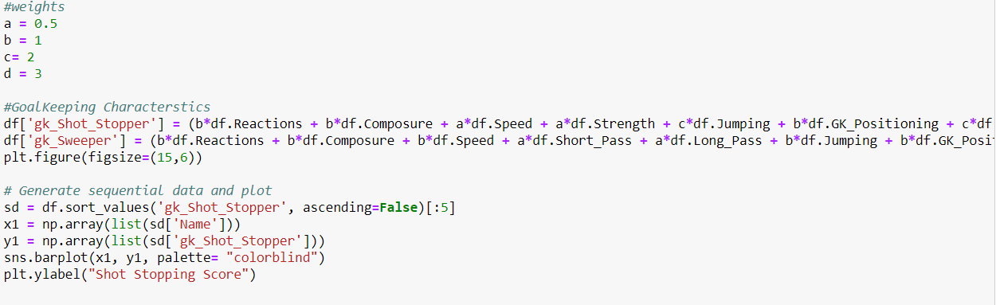 #weights
a = 0.5
b = 1
c= 2
d = 3
#GoalKeeping Characterstics
df['gk_Shot_Stopper'] = (b*df.Reactions + b*df.Composure + a*df.Speed + a*df.Strength + c*df.Jumping + b*df.GK_Positioning + c*df
df['gk_Sweeper'] = (b*df.Reactions + b*df.Composure + b*df.Speed + a*df.Short_Pass + a*df.Long_Pass + b*df.Jumping + b*df.GK_Posi
plt.figure(figsize=(15,6))
# Generate sequential data and plot
sd = df.sort_values('gk_Shot_Stopper', ascending=False)[:5]
x1 = np.array(list(sd['Name']))
y1 = np.array(list(sd['gk_Shot_Stopper']))
sns.barplot(x1, y1, palette= "colorblind")
plt.ylabel("Shot Stopping Score")